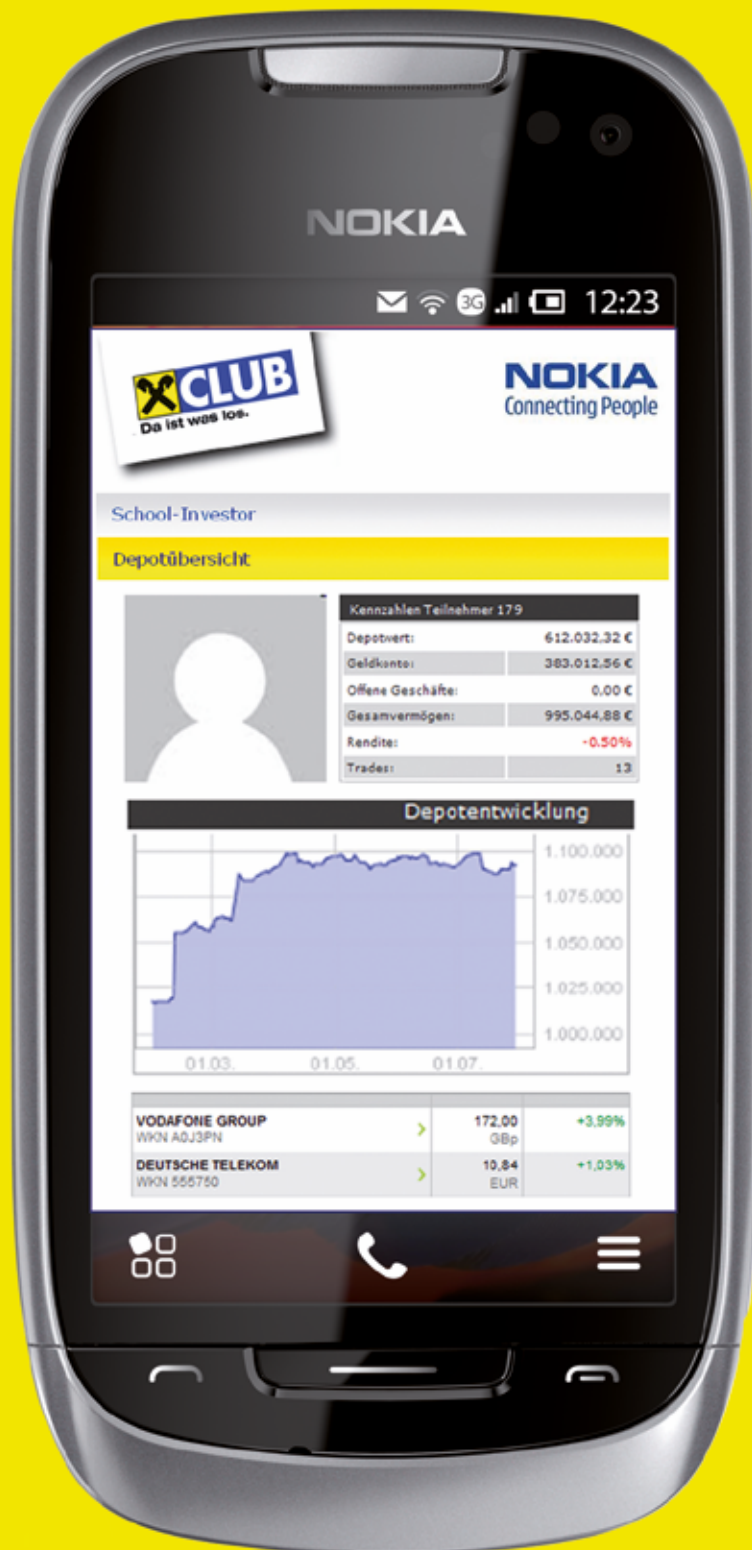 NOKIA
3G 12:23
CLUB
Da ist was los.
NOKIA
Connecting People
School-Investor
Depotübersicht
Kennzahlen Teilnehmer 179
Depotwert: 612.032,32 €
Geldkonto: 383.012,56 €
Offene Geschäfte: 0,00 €
Gesamvermögen: 995.044,88 €
Rendite: -0.50%
Trades: 13
Depotentwicklung
1.100.000
1.075.000
1.050.000
1.025.000
1.000.000
01.03. 01.05. 01.07.
VODAFONE GROUP 172,00 +3,99%
WKN A0J3PN GBp
DEUTSCHE TELEKOM 10,84 +1,03%
WKN 555750 EUR